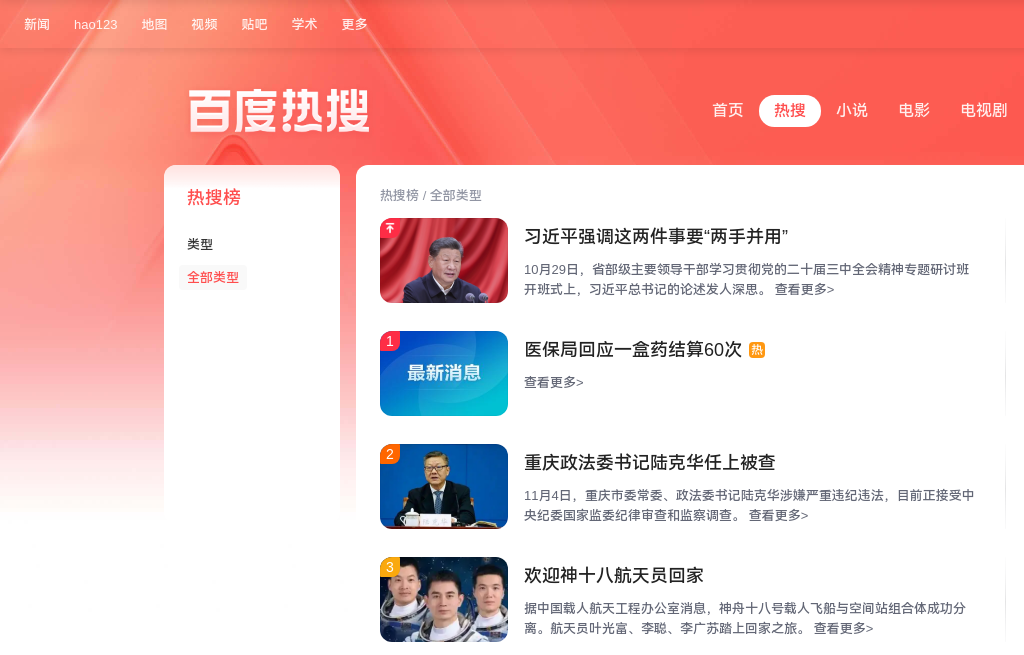 新闻 hao123 地图 视频 贴吧 学术 更多
百度热搜
首页 热搜 小说 电影 电视剧
热搜榜
类型
全部类型
热搜榜 / 全部类型
习近平强调这两件事要“两手并用”
10月29日，省部级主要领导干部学习贯彻党的二十届三中全会精神专题研讨班
开班式上，习近平总书记的论述发人深思。 查看更多>
1
最新消息
医保局回应一盒药结算60次 热
查看更多>
2
重庆政法委书记陆克华任上被查
11月4日，重庆市委常委、政法委书记陆克华涉嫌严重违纪违法，目前正接受中
央纪委国家监委纪律审查和监察调查。 查看更多>
3
欢迎神十八航天员回家
据中国载人航天工程办公室消息，神舟十八号载人飞船与空间站组合体成功分
离。航天员叶光富、李聪、李广苏踏上回家之旅。 查看更多>